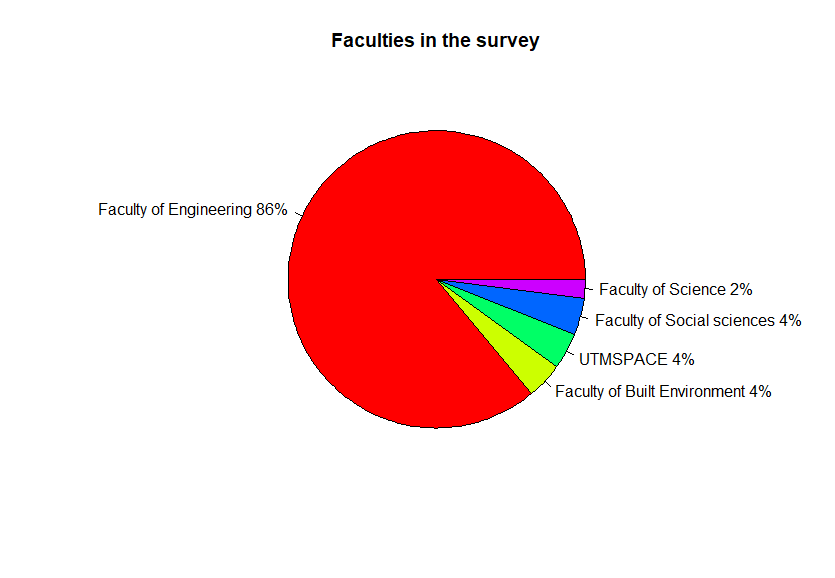 Faculties in the survey
Faculty of Engineering 86%
Faculty of Science 2%
Faculty of Social sciences 4%
UTMSPACE 4%
Faculty of Built Environment 4%